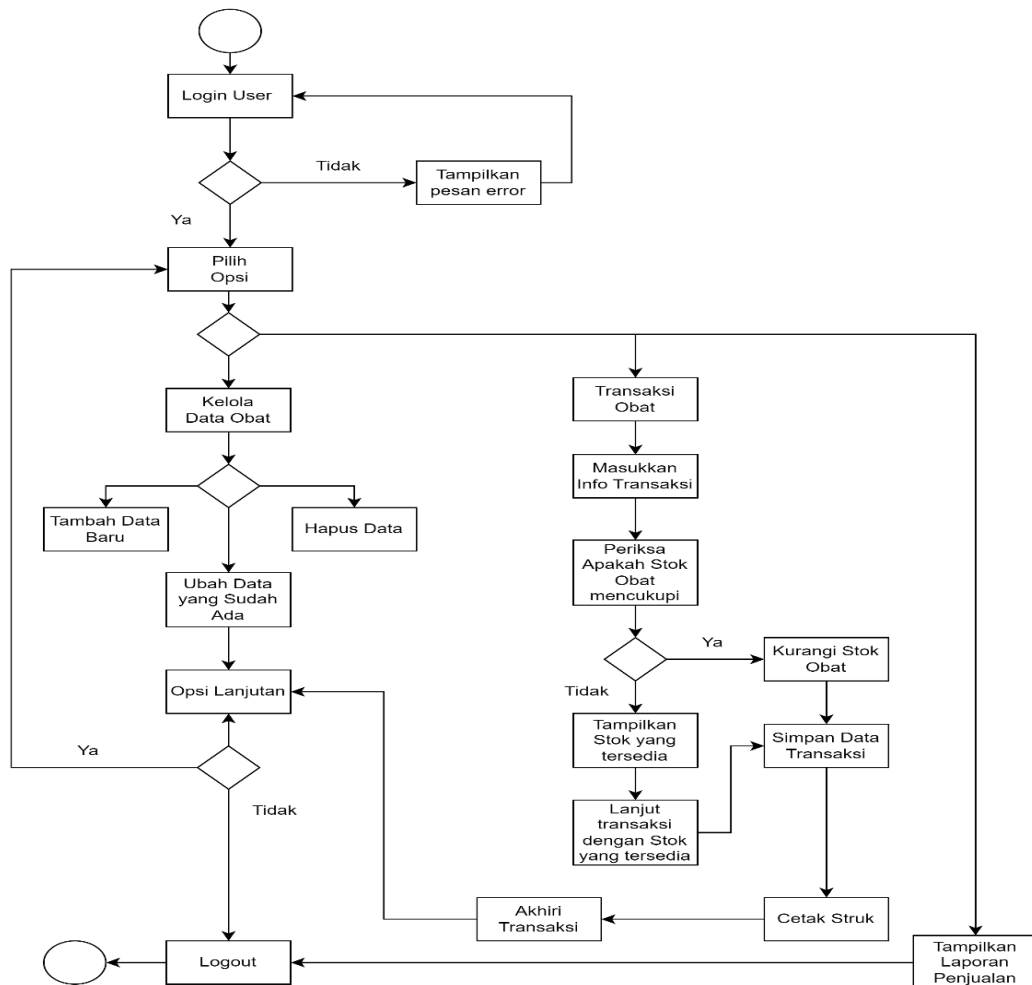 Login User
Tidak
Tampilkan
pesan error
Ya
Pilih
Opsi
Kelola
Data Obat
Transaksi
Obat
Masukkan
Info Transaksi
Tambah Data
Baru
Hapus Data
Periksa
Apakah Stok
Obat
mencukupi
Ubah Data
yang Sudah
Ada
Ya
Kurangi Stok
Obat
Opsi Lanjutan
Tidak
Tampilkan
Stok yang
tersedia
Simpan Data
Transaksi
Ya
Tidak
Lanjut
transaksi
dengan Stok
yang tersedia
Akhiri
Transaksi
Cetak Struk
Logout
Tampilkan
Laporan
Penjualan